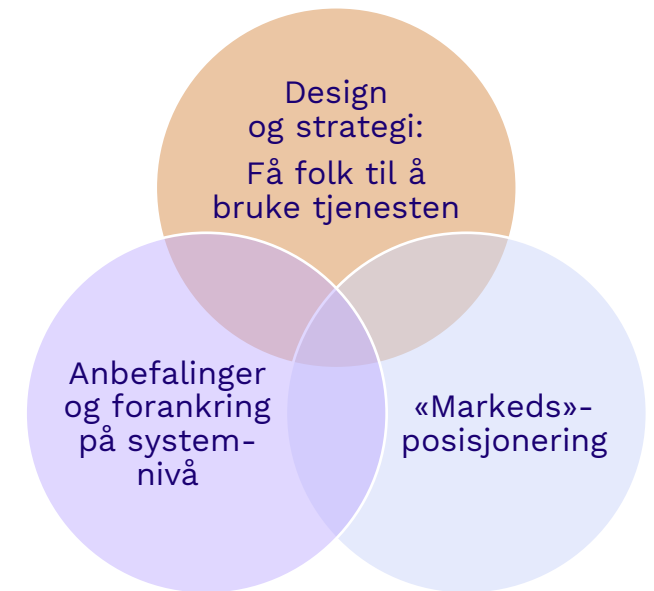 Design
og strategi:
Få folk til å
bruke tjenesten
Anbefalinger
og forankring
på system-
nivå
«Markeds»-
posisjonering